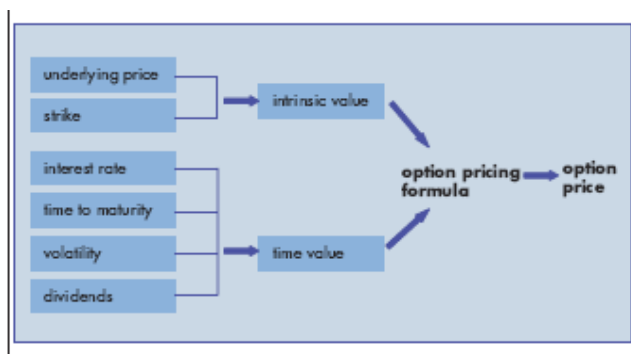 underlying price
strike
intrinsic value
interest rate
time to maturity
volatility
dividends
time value
option pricing
formula
option
price